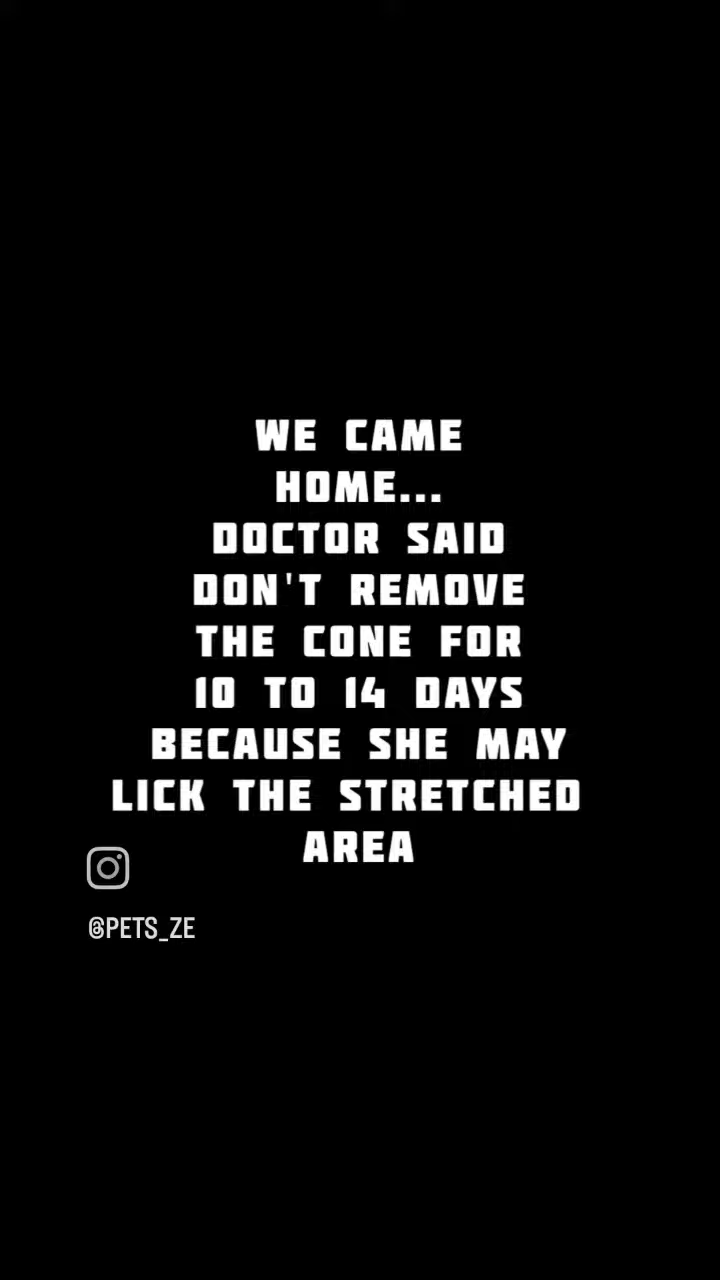 WE CAME
HOME...
DOCTOR SAID
DON'T REMOVE
THE CONE FOR
10 TO 14 DAYS
BECAUSE SHE MAY
LICK THE STRETCHED
AREA
@PETS_ZE